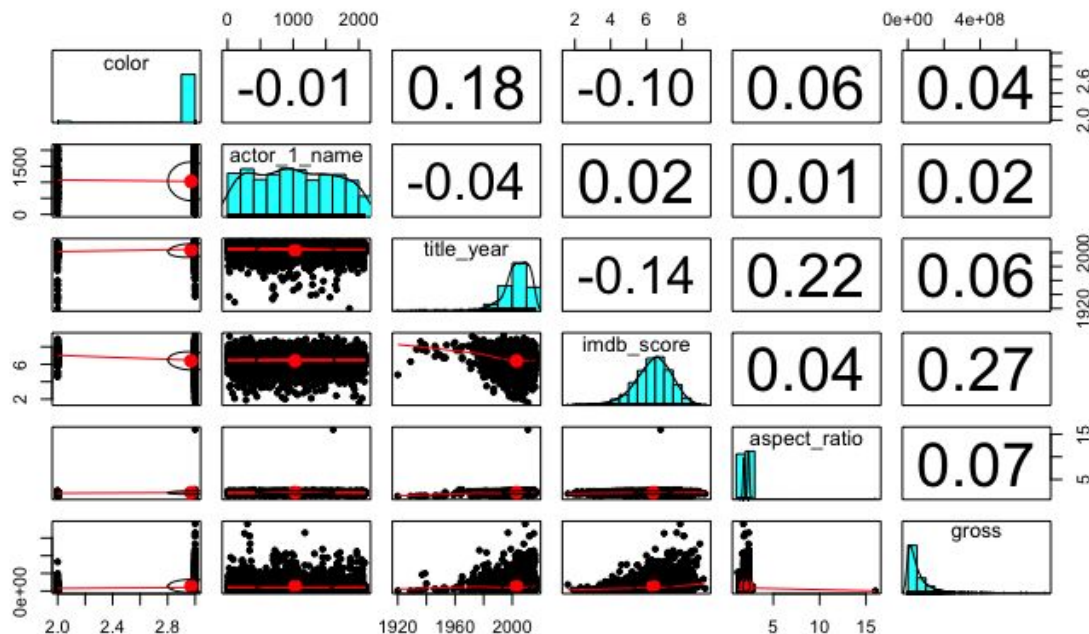 0 1000 2000 2 4 6 8 0e+00 4e+08
color -0.01 0.18 -0.10 0.06 0.04 2.0 2.6
0 1500 actor_1_name -0.04 0.02 0.01 0.02
title_year -0.14 0.22 0.06 1920 2000
2 6 imdb_score 0.04 0.27
aspect_ratio 0.07 5 15
0e+00 gross
2.0 2.4 2.8 1920 1960 2000 5 10 15